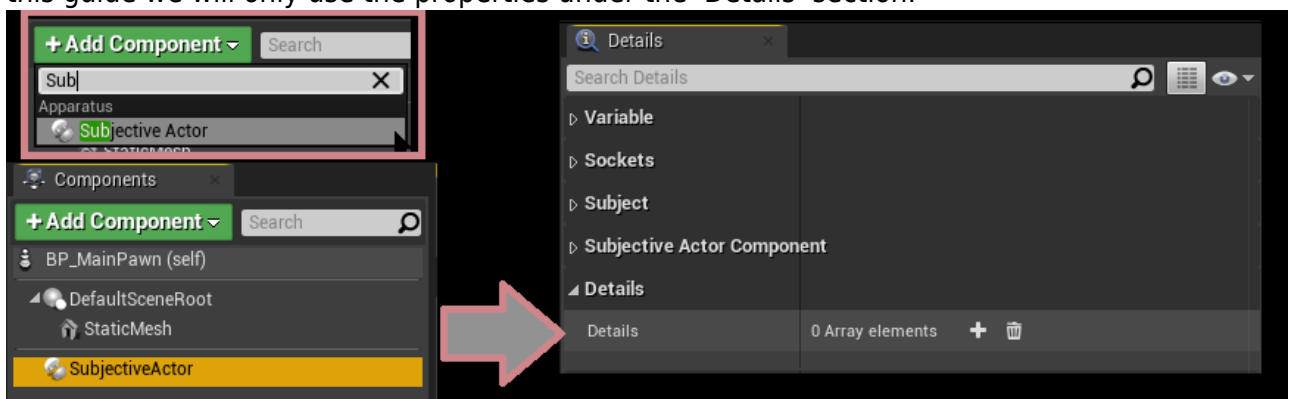 this guide we will only use the properties under the "Details" section.
+ Add Component
Search
Sub
Apparatus
Subjective Actor
StaticMesh
Components
+ Add Component
Search
BP_MainPawn (self)
DefaultSceneRoot
StaticMesh
SubjectiveActor
Details
Search Details
Variable
Sockets
Subject
Subjective Actor Component
Details
Details 0 Array elements